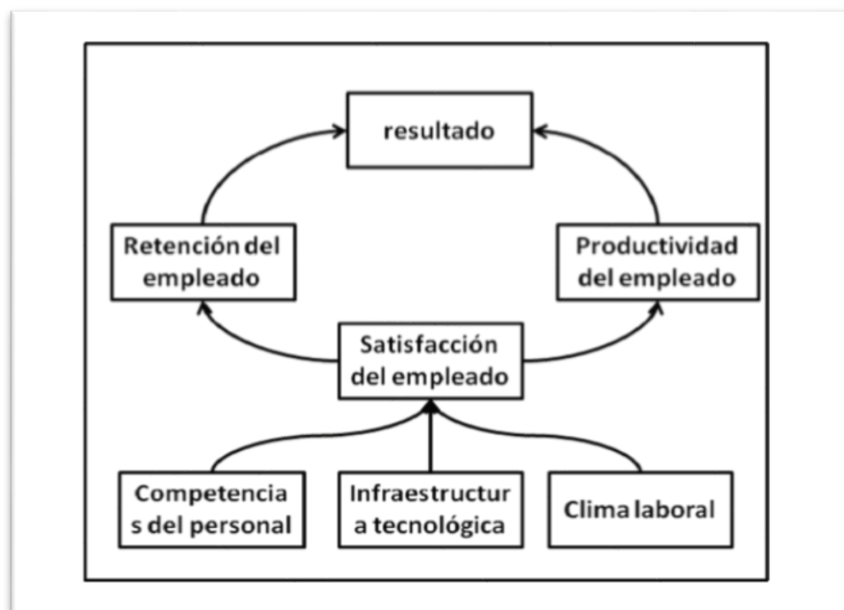 resultado
Retención del
empleado
Productividad
del empleado
Satisfacción
del empleado
Competencia
s del personal
Infraestructur
a tecnológica
Clima laboral